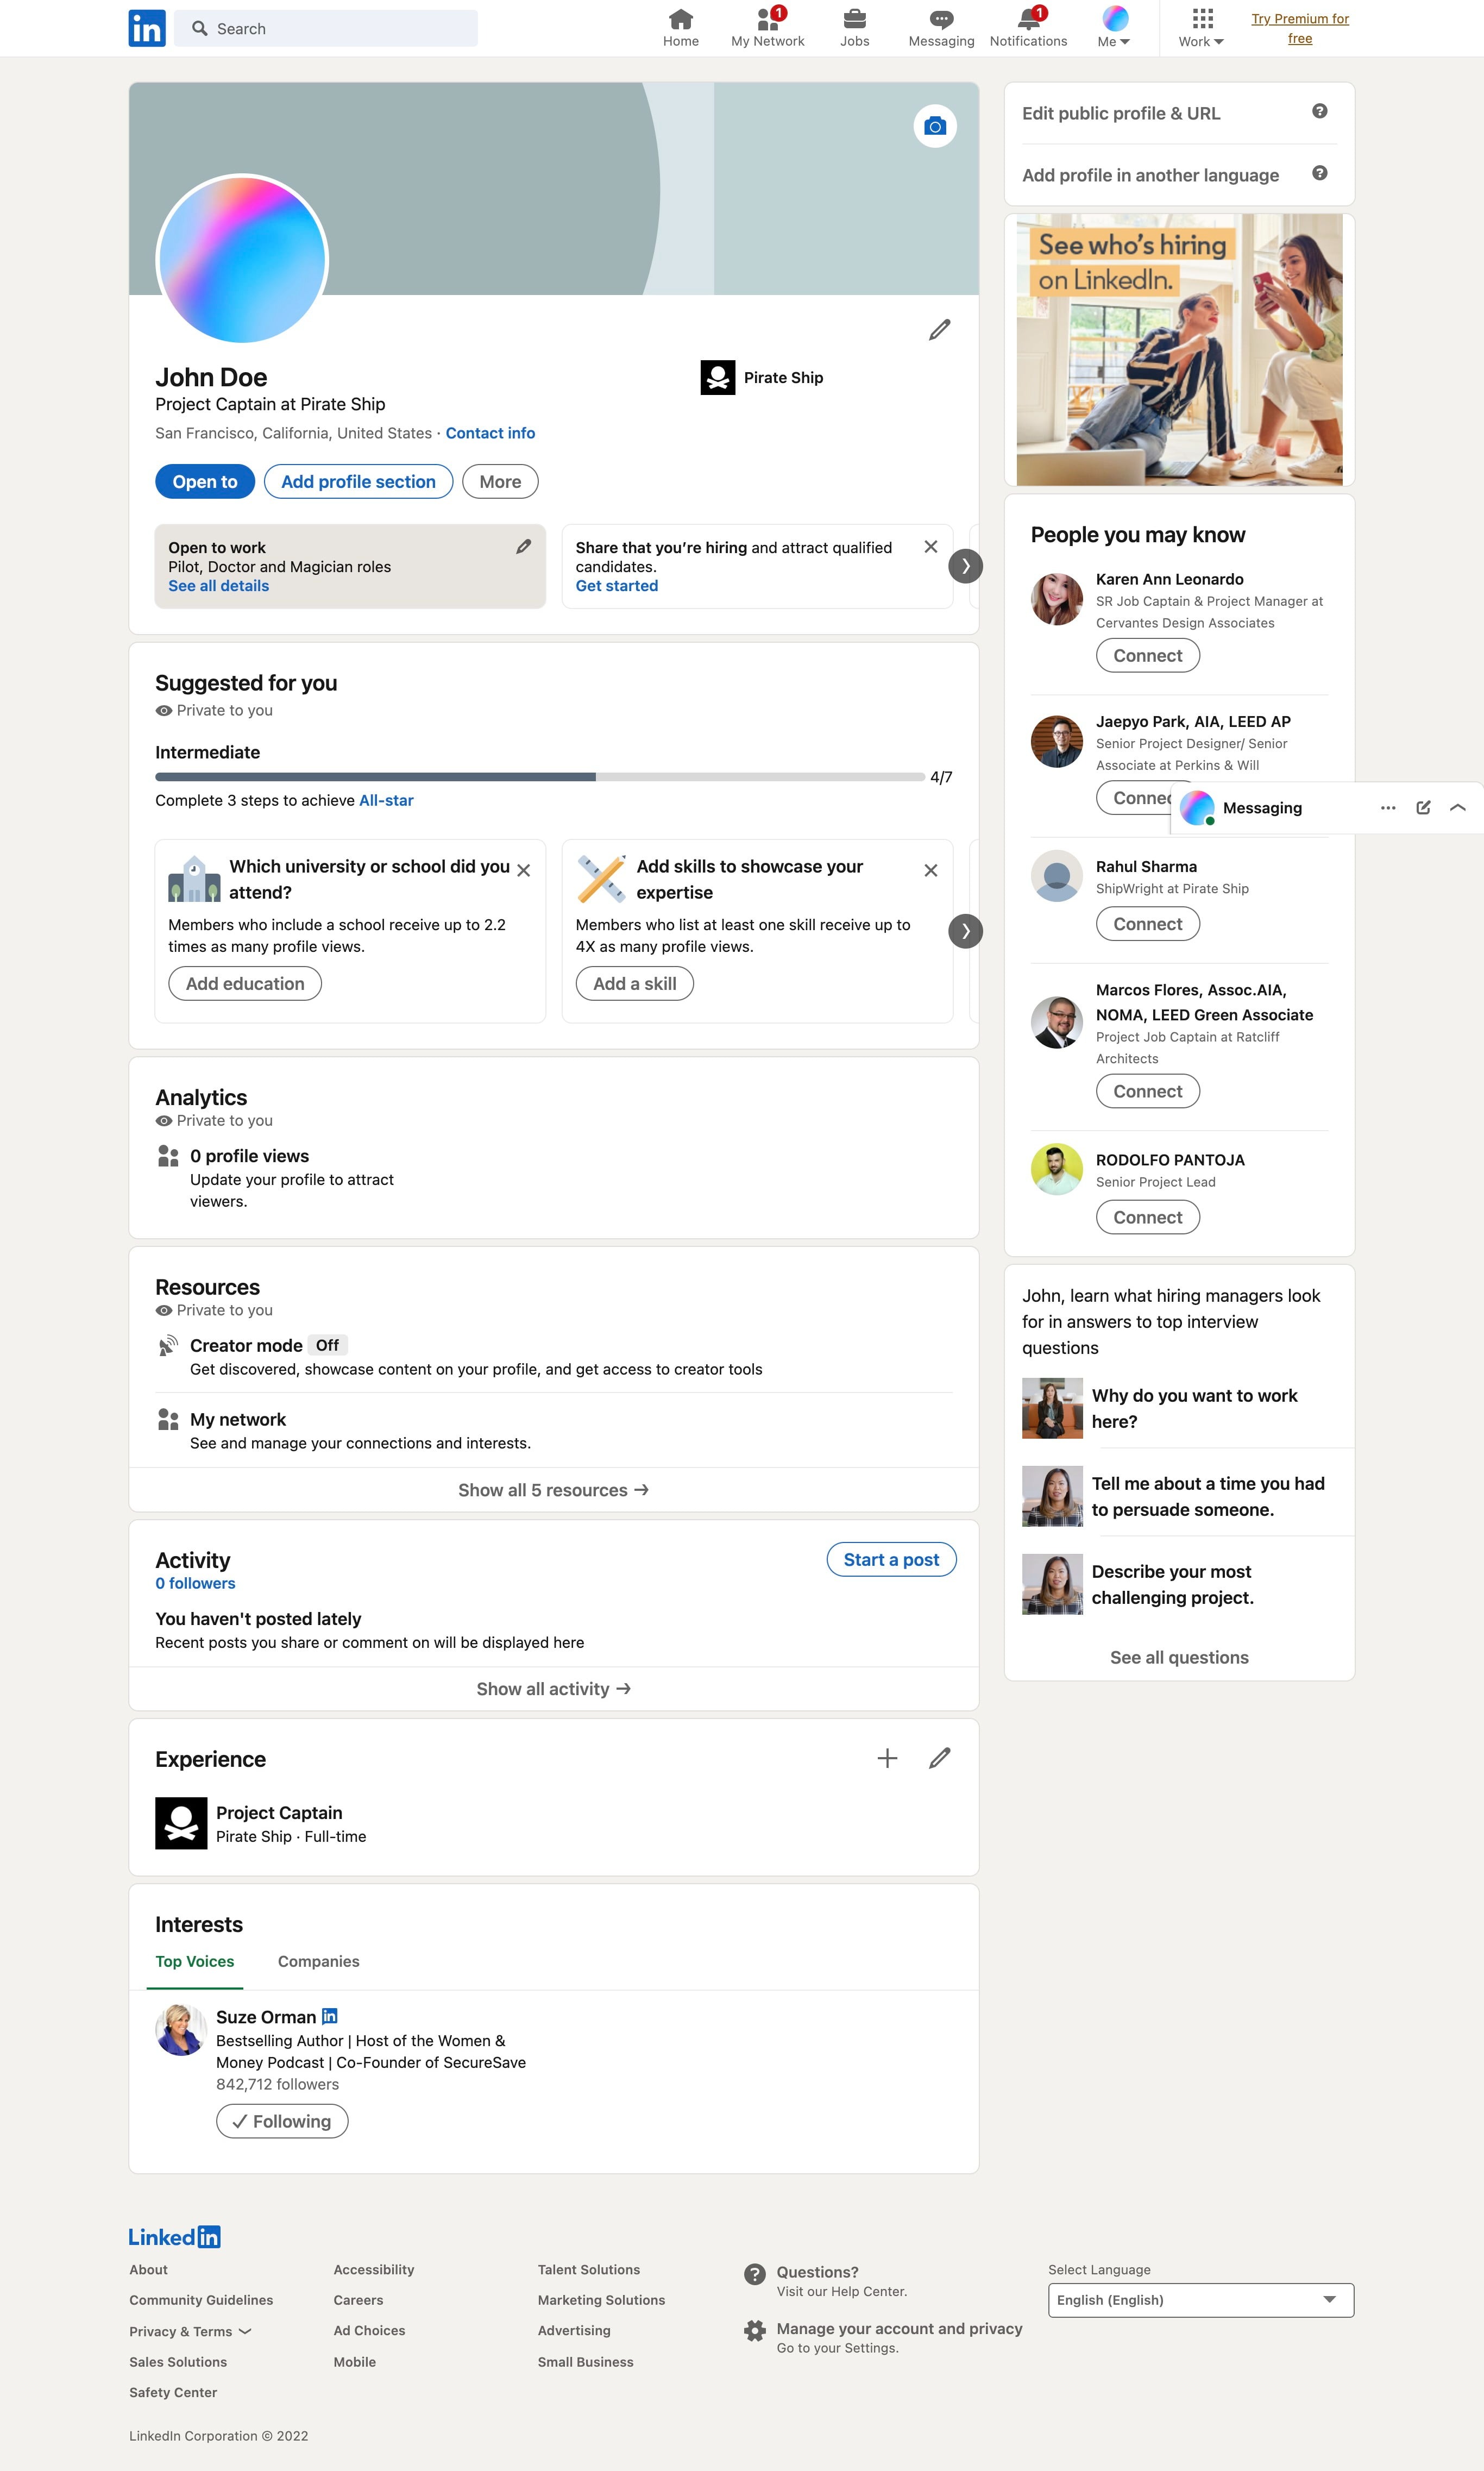 in
Search
Home
1
My Network
Jobs
Messaging
1
Notifications
Me
Work
Try Premium for
free
John Doe
Project Captain at Pirate Ship
San Francisco, California, United States · Contact info
Pirate Ship
Open to
Add profile section
More
Open to work
Pilot, Doctor and Magician roles
See all details
Share that you’re hiring and attract qualified
candidates.
Get started
Suggested for you
Private to you
Intermediate
4/7
Complete 3 steps to achieve All-star
Which university or school did you
attend?
Members who include a school receive up to 2.2
times as many profile views.
Add education
Add skills to showcase your
expertise
Members who list at least one skill receive up to
4X as many profile views.
Add a skill
Analytics
Private to you
0 profile views
Update your profile to attract
viewers.
Resources
Private to you
Creator mode Off
Get discovered, showcase content on your profile, and get access to creator tools
My network
See and manage your connections and interests.
Show all 5 resources →
Activity
0 followers
Start a post
You haven't posted lately
Recent posts you share or comment on will be displayed here
Show all activity →
Experience
Project Captain
Pirate Ship · Full-time
Interests
Top Voices
Companies
Suze Orman in
Bestselling Author | Host of the Women &
Money Podcast | Co-Founder of SecureSave
842,712 followers
Following
Edit public profile & URL
Add profile in another language
See who’s hiring
on LinkedIn.
People you may know
Karen Ann Leonardo
SR Job Captain & Project Manager at
Cervantes Design Associates
Connect
Jaepyo Park, AIA, LEED AP
Senior Project Designer/ Senior
Associate at Perkins & Will
Connec
Messaging
Rahul Sharma
ShipWright at Pirate Ship
Connect
Marcos Flores, Assoc.AIA,
NOMA, LEED Green Associate
Project Job Captain at Ratcliff
Architects
Connect
RODOLFO PANTOJA
Senior Project Lead
Connect
John, learn what hiring managers look
for in answers to top interview
questions
Why do you want to work
here?
Tell me about a time you had
to persuade someone.
Describe your most
challenging project.
See all questions
Linkedin
About
Community Guidelines
Privacy & Terms
Sales Solutions
Safety Center
Accessibility
Careers
Ad Choices
Mobile
Talent Solutions
Marketing Solutions
Advertising
Small Business
Questions?
Visit our Help Center.
Manage your account and privacy
Go to your Settings.
Select Language
English (English)
LinkedIn Corporation © 2022